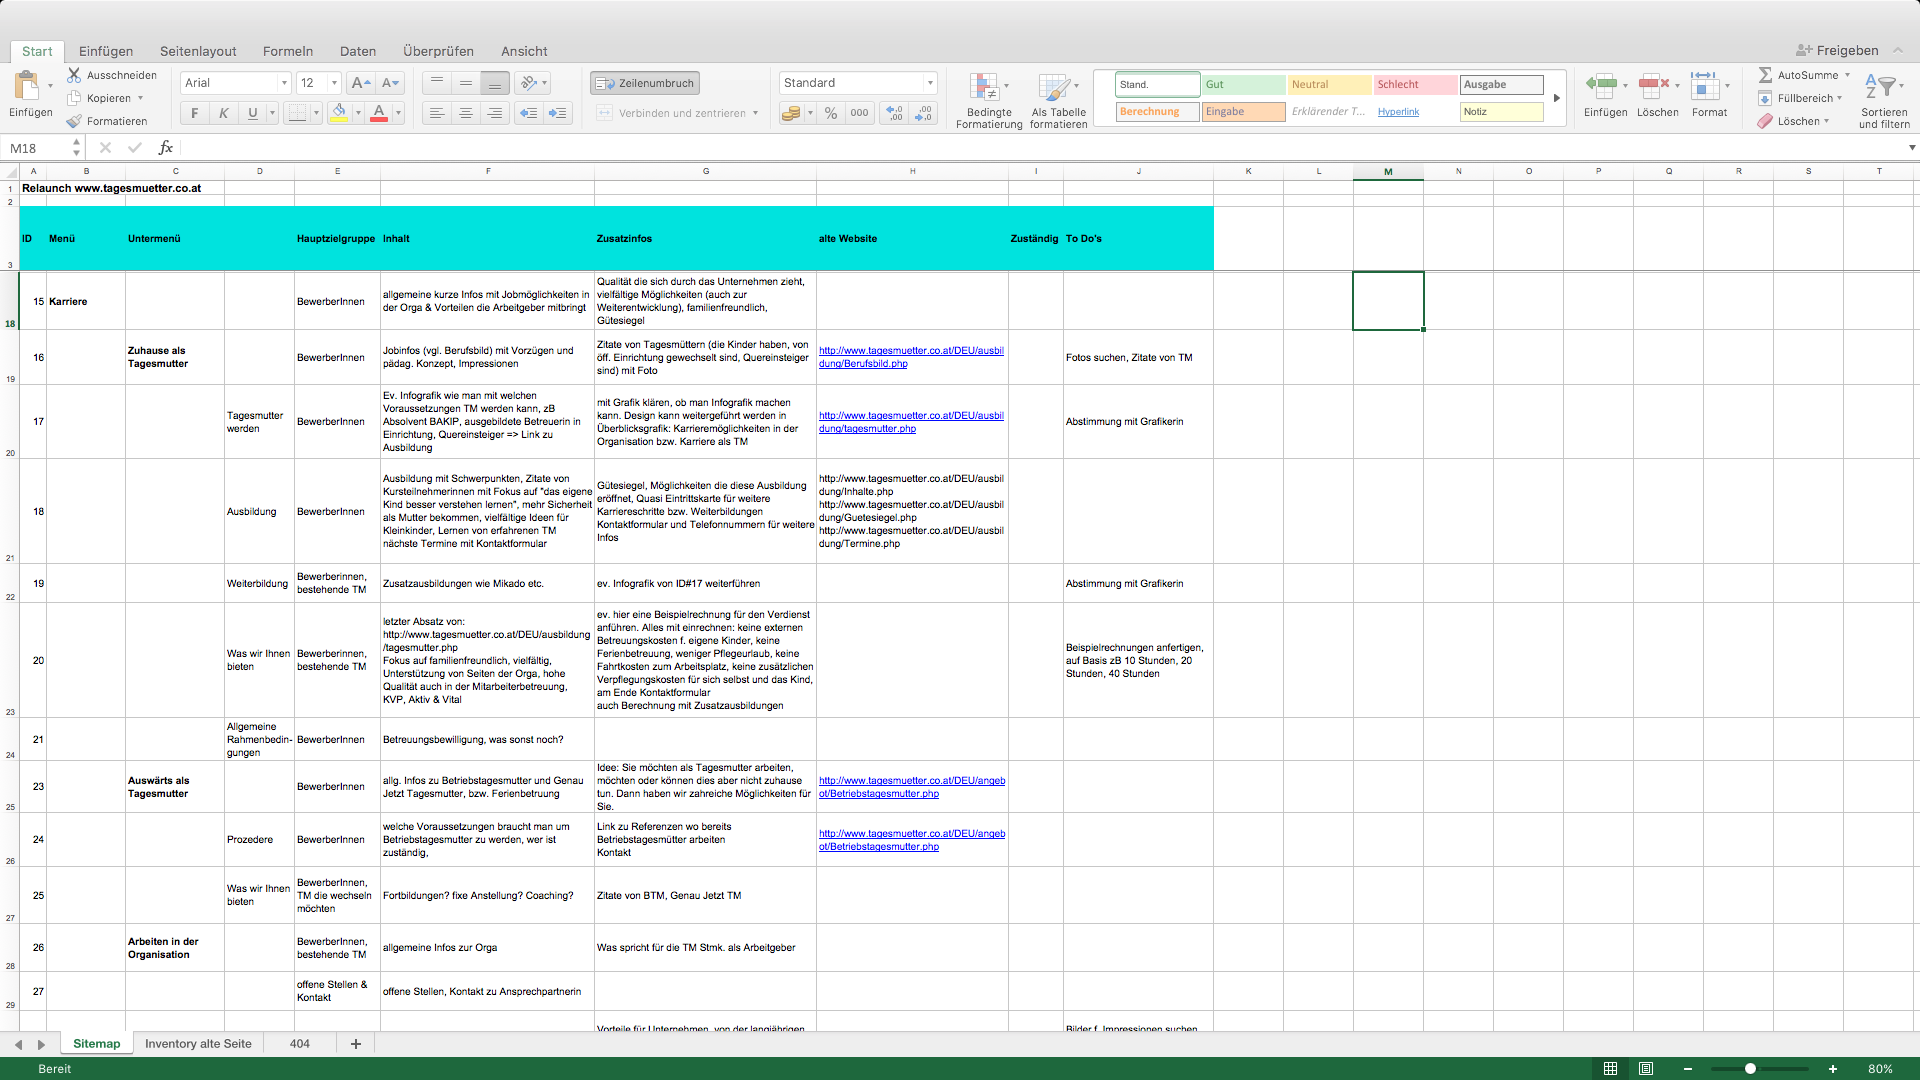 Start Einfügen Seitenlayout Formeln Daten Überprüfen Ansicht Freigeben
Einfügen
Ausschneiden
Kopieren
Formatieren
Arial 12
F K U
Zeilenumbruch
Verbinden und zentrieren
Standard
% 000
Bedingte Formatierung
Als Tabelle formatieren
Stand. Gut Neutral Schlecht Ausgabe
Berechnung Eingabe Erklärender T... Hyperlink Notiz
Einfügen Löschen Format
AutoSumme
Füllbereich
Löschen
Sortieren und filtern
M18 fx
A B C D E F G H I J K L M N O P Q R S T
1 Relaunch www.tagesmuetter.co.at
2
3 ID Menü Untermenü Hauptzielgruppe Inhalt Zusatzinfos alte Website Zuständig To Do's
18
15 Karriere
BewerberInnen
allgemeine kurze Infos mit Jobmöglichkeiten in
der Orga & Vorteilen die Arbeitgeber mitbringt
Qualität die sich durch das Unternehmen zieht,
vielfältige Möglichkeiten (auch zur
Weiterentwicklung), familienfreundlich,
Gütesiegel
19
16
Zuhause als
Tagesmutter
BewerberInnen
Jobinfos (vgl. Berufsbild) mit Vorzügen und
pädag. Konzept, Impressionen
Zitate von Tagesmüttern (die Kinder haben, von
öff. Einrichtung gewechselt sind, Quereinsteiger
sind) mit Foto
http://www.tagesmuetter.co.at/DEU/ausbil
dung/Berufsbild.php
Fotos suchen, Zitate von TM
20
17
Tagesmutter
werden
BewerberInnen
Ev. Infografik wie man mit welchen
Voraussetzungen TM werden kann, zB
Absolvent BAKIP, ausgebildete Betreuerin in
Einrichtung, Quereinsteiger => Link zu
Ausbildung
mit Grafik klären, ob man Infografik machen
kann. Design kann weitergeführt werden in
Überblicksgrafik: Karrieremöglichkeiten in der
Organisation bzw. Karriere als TM
http://www.tagesmuetter.co.at/DEU/ausbil
dung/tagesmutter.php
Abstimmung mit Grafikerin
21
18
Ausbildung
BewerberInnen
Ausbildung mit Schwerpunkten, Zitate von
Kursteilnehmerinnen mit Fokus auf "das eigene
Kind besser verstehen lernen", mehr Sicherheit
als Mutter bekommen, vielfältige Ideen für
Kleinkinder, Lernen von erfahrenen TM
nächste Termine mit Kontaktformular
Gütesiegel, Möglichkeiten die diese Ausbildung
eröffnet, Quasi Eintrittskarte für weitere
Karriereschritte bzw. Weiterbildungen
Kontaktformular und Telefonnummern für weitere
Infos
http://www.tagesmuetter.co.at/DEU/ausbil
dung/Inhalte.php
http://www.tagesmuetter.co.at/DEU/ausbil
dung/Guetesiegel.php
http://www.tagesmuetter.co.at/DEU/ausbil
dung/Termine.php
22
19
Weiterbildung
Bewerberinnen,
bestehende TM
Zusatzausbildungen wie Mikado etc.
ev. Infografik von ID#17 weiterführen
Abstimmung mit Grafikerin
23
20
Was wir Ihnen
bieten
Bewerberinnen,
bestehende TM
letzter Absatz von:
http://www.tagesmuetter.co.at/DEU/ausbildung
/tagesmutter.php
Fokus auf familienfreundlich, vielfältig,
Unterstützung von Seiten der Orga, hohe
Qualität auch in der Mitarbeiterbetreuung,
KVP, Aktiv & Vital
ev. hier eine Beispielrechnung für den Verdienst
anführen. Alles mit einrechnen: keine externen
Betreuungskosten f. eigene Kinder, keine
Ferienbetreuung, weniger Pflegeurlaub, keine
Fahrtkosten zum Arbeitsplatz, keine zusätzlichen
Verpflegungskosten für sich selbst und das Kind,
am Ende Kontaktformular
auch Berechnung mit Zusatzausbildungen
Beispielrechnungen anfertigen,
auf Basis zB 10 Stunden, 20
Stunden, 40 Stunden
24
21
Allgemeine
Rahmenbedin-
gungen
BewerberInnen
Betreuungsbewilligung, was sonst noch?
25
23
Auswärts als
Tagesmutter
BewerberInnen
allg. Infos zu Betriebstagesmutter und Genau
Jetzt Tagesmutter, bzw. Ferienbetruung
Idee: Sie möchten als Tagesmutter arbeiten,
möchten oder können dies aber nicht zuhause
tun. Dann haben wir zahreiche Möglichkeiten für
Sie.
http://www.tagesmuetter.co.at/DEU/angeb
ot/Betriebstagesmutter.php
26
24
Prozedere
BewerberInnen
welche Voraussetzungen braucht man um
Betriebstagesmutter zu werden, wer ist
zuständig,
Link zu Referenzen wo bereits
Betriebstagesmütter arbeiten
Kontakt
http://www.tagesmuetter.co.at/DEU/angeb
ot/Betriebstagesmutter.php
27
25
Was wir Ihnen
bieten
BewerberInnen,
TM die wechseln
möchten
Fortbildungen? fixe Anstellung? Coaching?
Zitate von BTM, Genau Jetzt TM
28
26
Arbeiten in der
Organisation
BewerberInnen,
bestehende TM
allgemeine Infos zur Orga
Was spricht für die TM Stmk. als Arbeitgeber
29
27
offene Stellen &
Kontakt
offene Stellen, Kontakt zu Ansprechpartnerin
Vorteile für Unternehmen, von der langjährigen
Bilder f. Impressionen suchen
Sitemap Inventory alte Seite 404 +
Bereit 80%